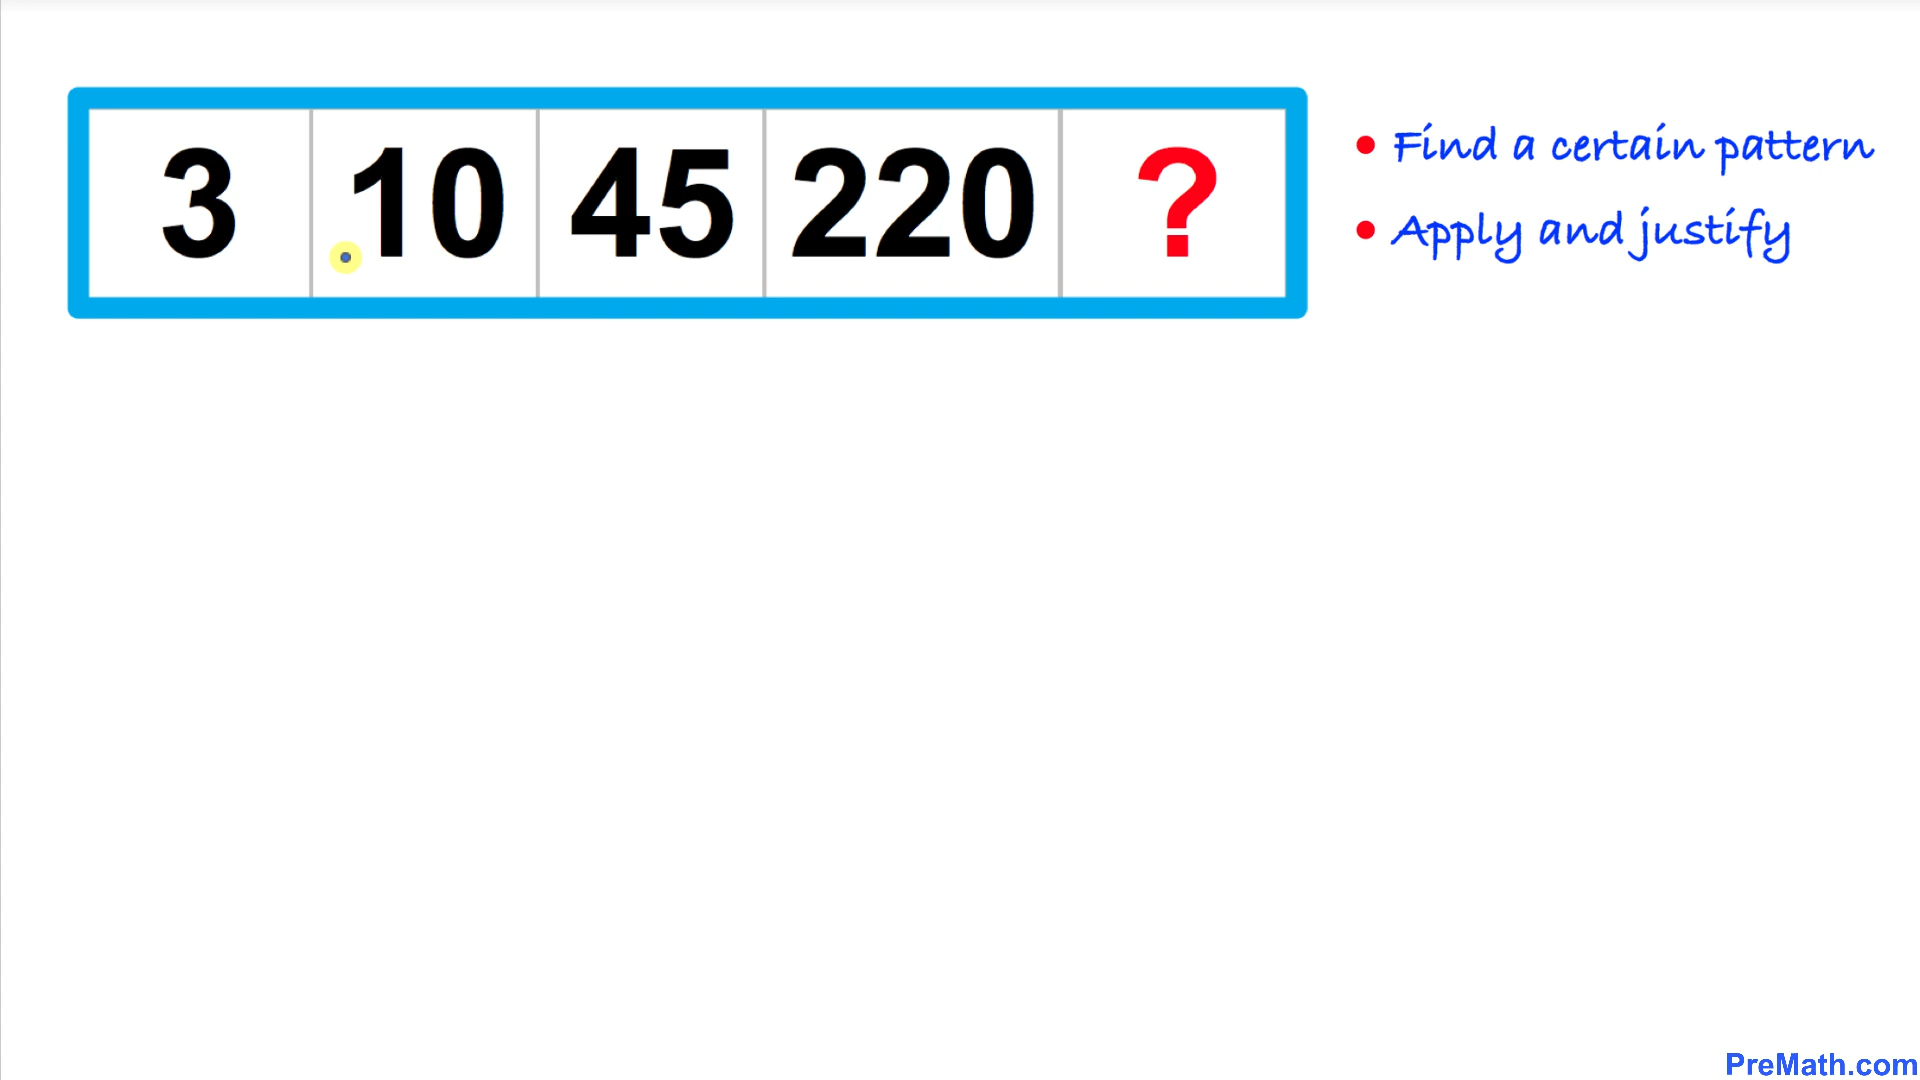 3 10 45 220 ?
• Find a certain pattern
• Apply and justify
PreMath.com